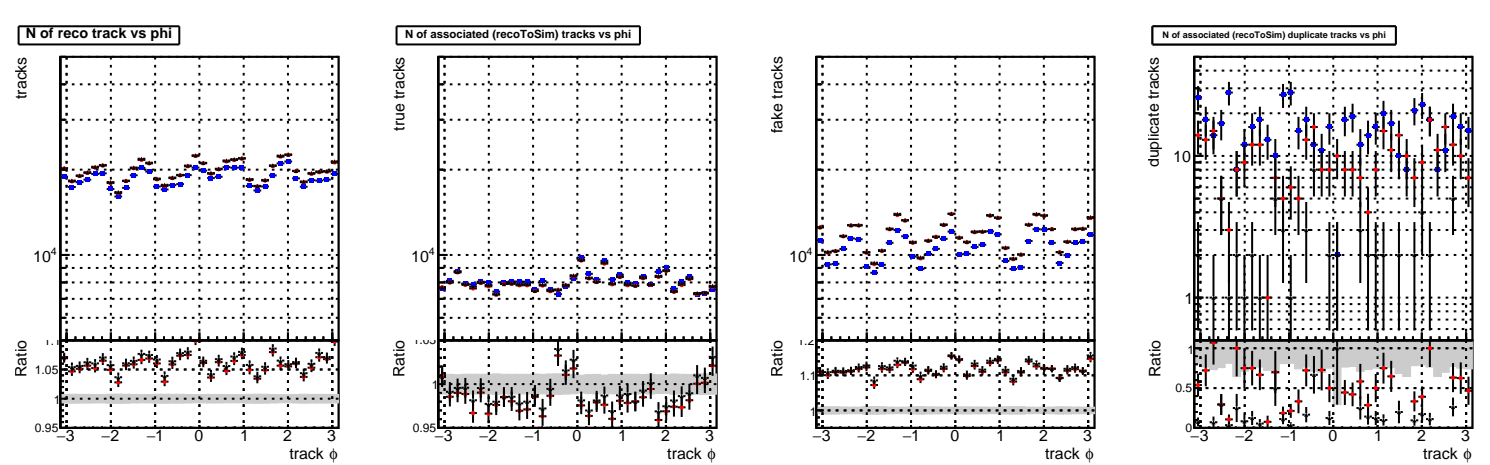 N of reco track vs phi
tracks
10⁴
Ratio
1.1
1.05
1
0.95
−3 −2 −1 0 1 2 3
track ϕ
N of associated (recoToSim) tracks vs phi
true tracks
10⁴
Ratio
1.05
1
0.95
−3 −2 −1 0 1 2 3
track ϕ
fake tracks
10⁴
Ratio
1.2
1.1
1
−3 −2 −1 0 1 2 3
track ϕ
N of associated (recoToSim) duplicate tracks vs phi
duplicate tracks
10
1
Ratio
1
0.5
0
−3 −2 −1 0 1 2 3
track ϕ